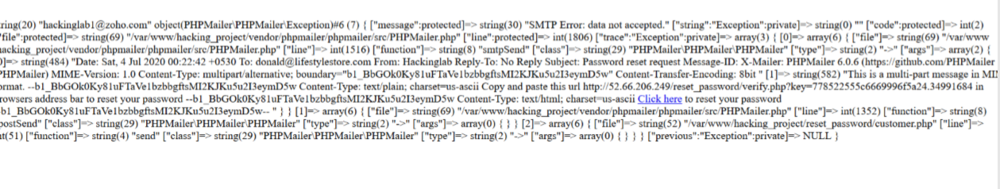 ring(20) "hackinglab1@zoho.com" object(PHPMailer\PHPMailer\Exception)#6 (7) { ["message":protected]=> string(30) "SMTP Error: data not accepted." ["string":"Exception":private]=> string(0) "" ["code":protected]=> int(2)
"file":protected]=> string(69) "/var/www/hacking_project/vendor/phpmailer/phpmailer/src/PHPMailer.php" ["line":protected]=> int(1806) ["trace":"Exception":private]=> array(3) { [0]=> array(6) { ["file"]=> string(69) "/var/www
hacking_project/vendor/phpmailer/phpmailer/src/PHPMailer.php" ["line"]=> int(1516) ["function"]=> string(8) "smtpSend" ["class"]=> string(29) "PHPMailer\PHPMailer\PHPMailer" ["type"]=> string(2) "->" ["args"]=> array(2) {
0]=> string(484) "Date: Sat, 4 Jul 2020 00:22:42 +0530 To: donald@lifestylestore.com From: Hackinglab Reply-To: No Reply Subject: Password reset request Message-ID: X-Mailer: PHPMailer 6.0.6 (https://github.com/PHPMailer
PHPMailer) MIME-Version: 1.0 Content-Type: multipart/alternative; boundary="b1_BbGOk0Ky81uFTaVe1bzbbgftsMI2KJKu5u2I3eymD5w" Content-Transfer-Encoding: 8bit " [1]=> string(582) "This is a multi-part message in MI
ormat. --b1_BbGOk0Ky81uFTaVe1bzbbgftsMI2KJKu5u2I3eymD5w Content-Type: text/plain; charset=us-ascii Copy and paste this url http://52.66.206.249/reset_password/verify.php?key=778522555c6669996f5a24.34991684 in
rowsers address bar to reset your password --b1_BbGOk0Ky81uFTaVe1bzbbgftsMI2KJKu5u2I3eymD5w Content-Type: text/html; charset=us-ascii Click here to reset your password
b1_BbGOk0Ky81uFTaVe1bzbbgftsMI2KJKu5u2I3eymD5w-- " } } [1]=> array(6) { ["file"]=> string(69) "/var/www/hacking_project/vendor/phpmailer/phpmailer/src/PHPMailer.php" ["line"]=> int(1352) ["function"]=> string(8)
postSend" ["class"]=> string(29) "PHPMailer\PHPMailer\PHPMailer" ["type"]=> string(2) "->" ["args"]=> array(0) { } } [2]=> array(6) { ["file"]=> string(52) "/var/www/hacking_project/reset_password/customer.php" ["line"]=>
nt(51) ["function"]=> string(4) "send" ["class"]=> string(29) "PHPMailer\PHPMailer\PHPMailer" ["type"]=> string(2) "->" ["args"]=> array(0) { } } } ["previous":"Exception":private]=> NULL }